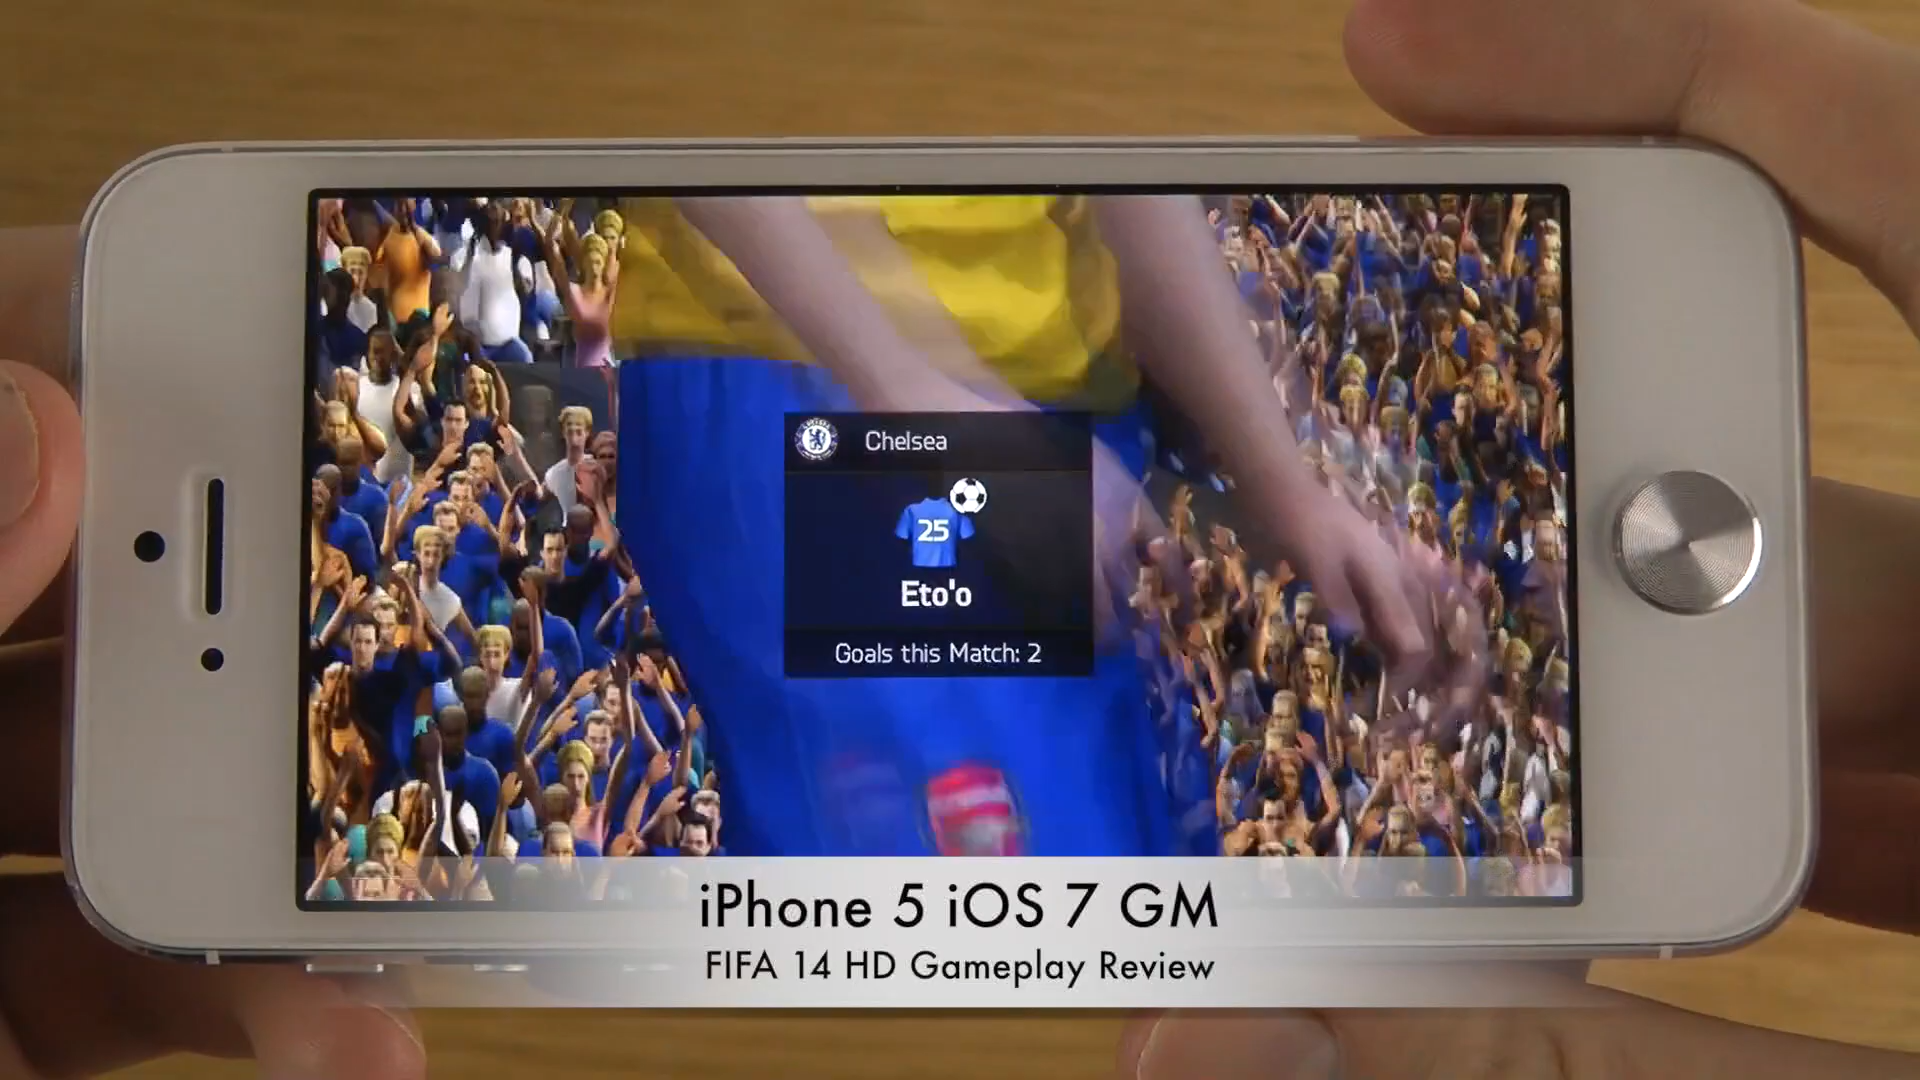 Chelsea
25
Eto'o
Goals this Match: 2
iPhone 5 iOS 7 GM
FIFA 14 HD Gameplay Review